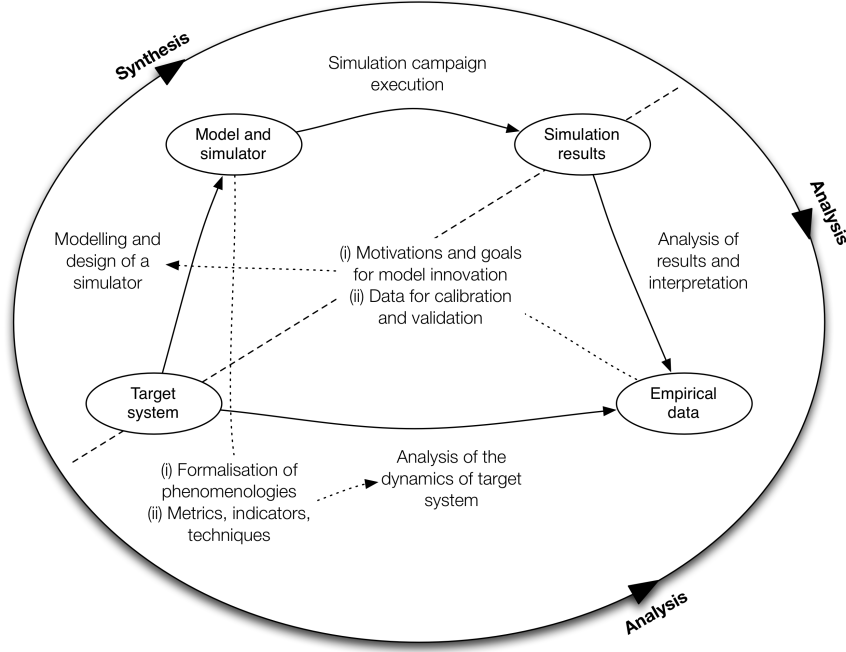 Synthesis
Simulation campaign
execution
Model and
simulator
Simulation
results
Analysis
Modelling and
design of a
simulator
(i) Motivations and goals
for model innovation
(ii) Data for calibration
and validation
Analysis of
results and
interpretation
Target
system
Empirical
data
(i) Formalisation of
phenomenologies
(ii) Metrics, indicators,
techniques
Analysis of the
dynamics of target
system
Analysis